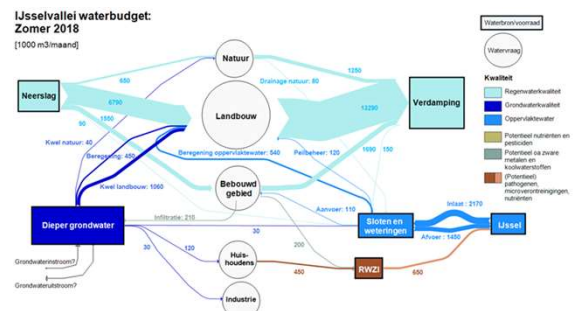 IJsselvallei waterbudget:
Zomer 2018
[1000 m3/maand]
Waterbron/voorraad
Watervraag
Natuur
1250
650
Drainage natuur: 80
Kwaliteit
Regenwaterkwaliteit
Neerslag
6790
Landbouw
13280
Verdamping
Grondwaterkwaliteit
90
1550
Oppervlaktewater
Kwel natuur: 40
Beregening: 450
Beregening oppervlaktewater: 540
Peilbeheer: 120
1690
150
Potentieel nutriënten en
pesticiden
Kwel landbouw: 1060
Potentieel oa zware
metalen en
koolwaterstoffen
Bebouwd
gebied
(Potentieel)
pathogenen,
microverontreinigingen,
nutriënten
Infiltratie: 210
Aanvoer: 110
Inlaat : 2170
Dieper grondwater
30
Sloten en
weteringen
IJssel
Afvoer : 1480
30
120
200
Grondwaterinstroom?
Huis-
houdens
450
RWZI
650
Grondwateruitstroom?
Industrie